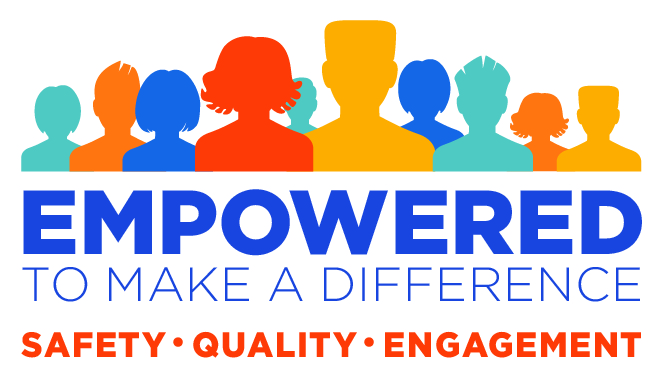 EMPOWERED
TO MAKE A DIFFERENCE
SAFETY • QUALITY • ENGAGEMENT